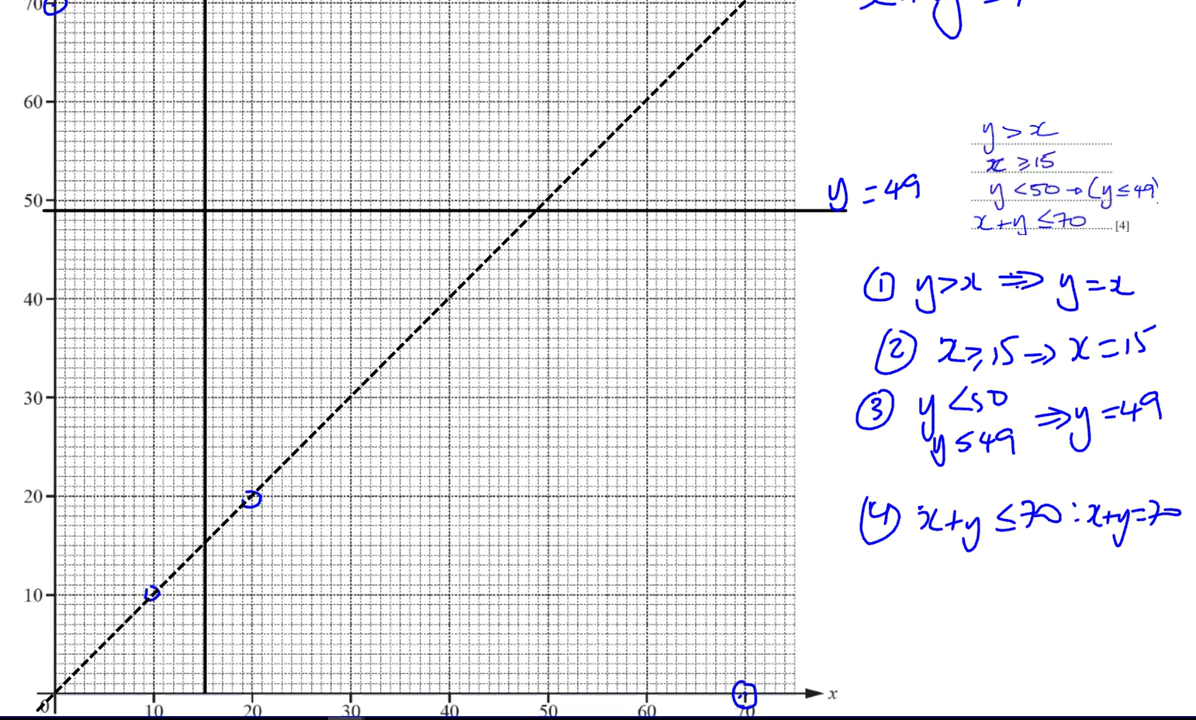 70
60
50
40
30
20
10
0
10 20 30 40 50 60 70 x
y > x
x ≥ 15
y < 50 → (y ≤ 49)
x + y ≤ 70 [4]
y = 49
① y > x ⇒ y = x
② x ≥ 15 ⇒ x = 15
③ y < 50
y ≤ 49 ⇒ y = 49
④ x + y ≤ 70 : x + y = 70